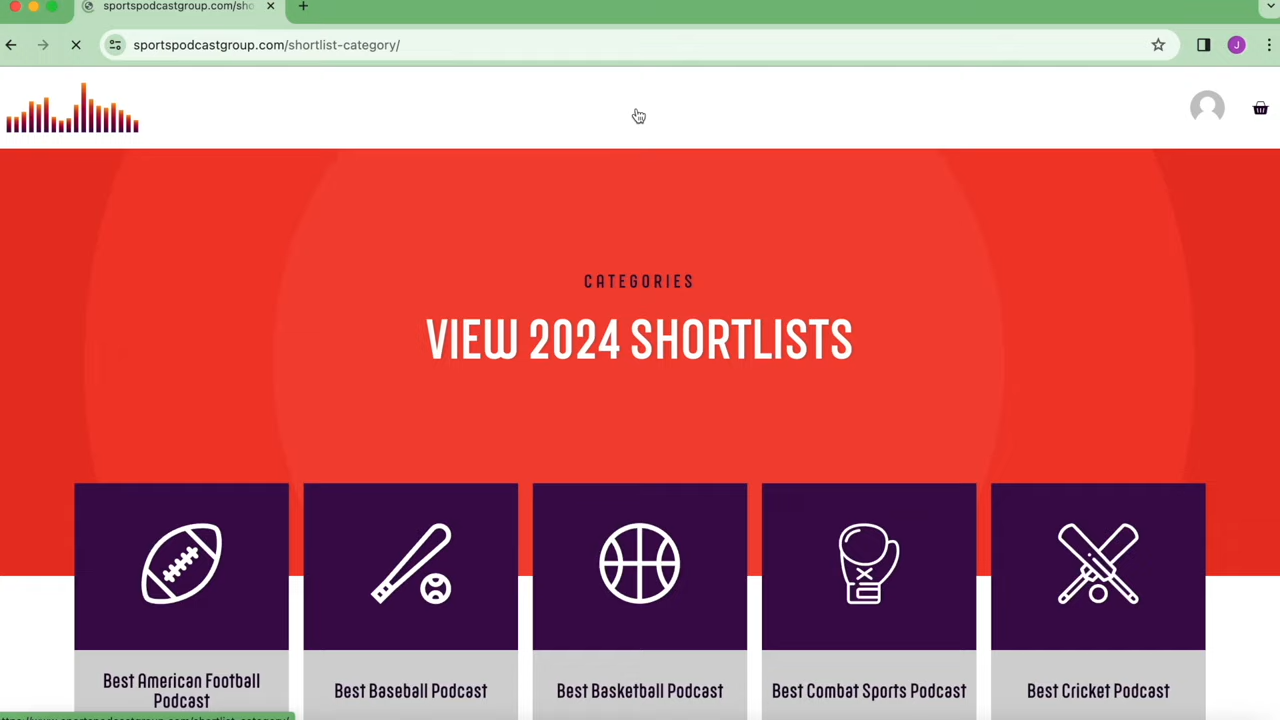 sportspodcastgroup.com/sho
sportspodcastgroup.com/shortlist-category/
J
CATEGORIES
VIEW 2024 SHORTLISTS
Best American Football
Podcast
Best Baseball Podcast
Best Basketball Podcast
Best Combat Sports Podcast
Best Cricket Podcast